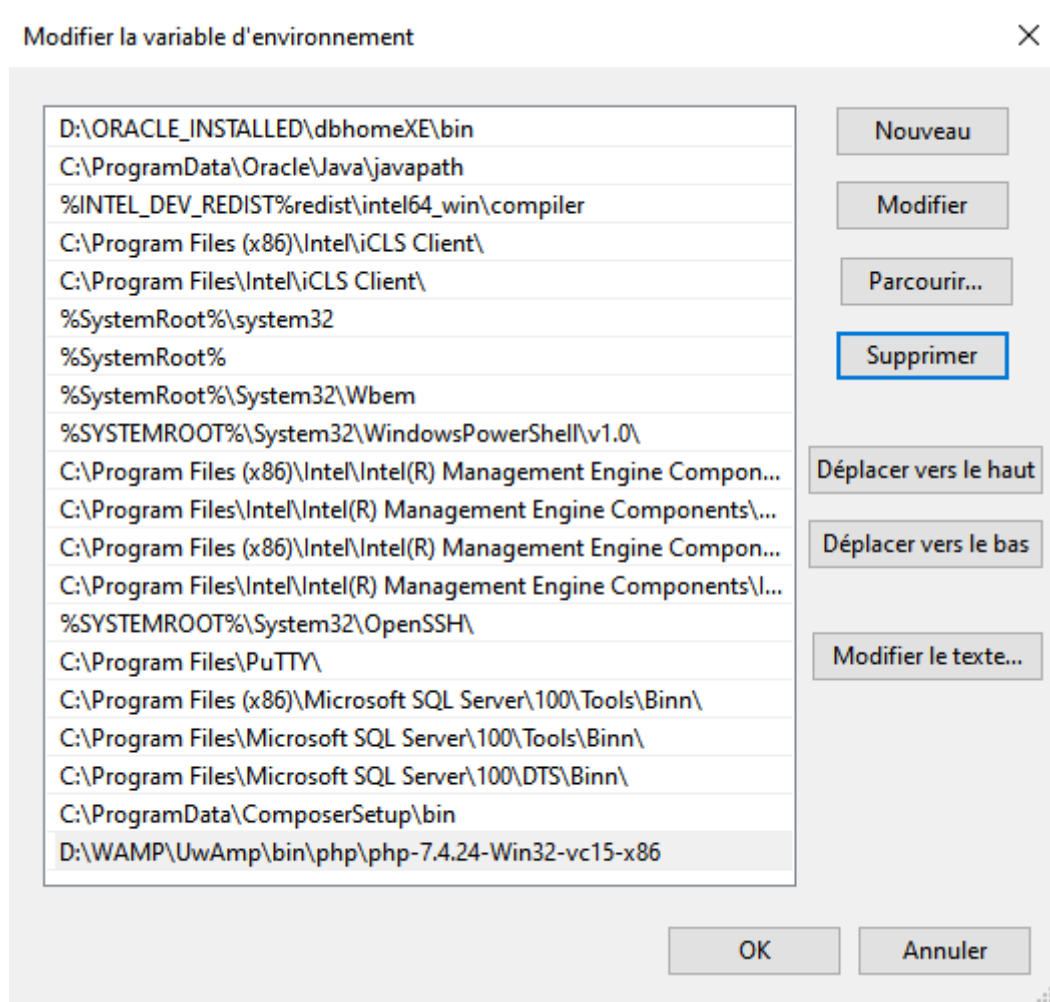 Modifier la variable d'environnement
D:\ORACLE_INSTALLED\dbhomeXE\bin
C:\ProgramData\Oracle\Java\javapath
%INTEL_DEV_REDIST%redist\intel64_win\compiler
C:\Program Files (x86)\Intel\iCLS Client\
C:\Program Files\Intel\iCLS Client\
%SystemRoot%\system32
%SystemRoot%
%SystemRoot%\System32\Wbem
%SYSTEMROOT%\System32\WindowsPowerShell\v1.0\
C:\Program Files (x86)\Intel\Intel(R) Management Engine Compon...
C:\Program Files\Intel\Intel(R) Management Engine Components\...
C:\Program Files (x86)\Intel\Intel(R) Management Engine Compon...
C:\Program Files\Intel\Intel(R) Management Engine Components\I...
%SYSTEMROOT%\System32\OpenSSH\
C:\Program Files\PuTTY\
C:\Program Files (x86)\Microsoft SQL Server\100\Tools\Binn\
C:\Program Files\Microsoft SQL Server\100\Tools\Binn\
C:\Program Files\Microsoft SQL Server\100\DTS\Binn\
C:\ProgramData\ComposerSetup\bin
D:\WAMP\UwAmp\bin\php\php-7.4.24-Win32-vc15-x86
Nouveau
Modifier
Parcourir...
Supprimer
Déplacer vers le haut
Déplacer vers le bas
Modifier le texte...
OK
Annuler